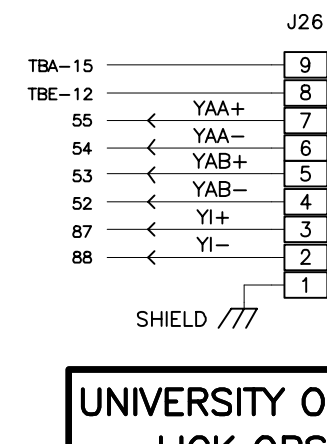 J26
TBA-15 9
TBE-12 8
55 YAA+ 7
54 YAA- 6
53 YAB+ 5
52 YAB- 4
87 YI+ 3
88 YI- 2
1
SHIELD
UNIVERSITY O